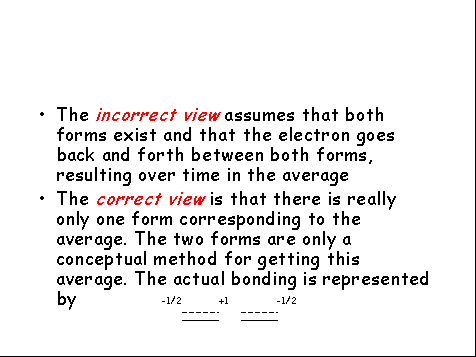 • The incorrect view assumes that both
forms exist and that the electron goes
back and forth between both forms,
resulting over time in the average
• The correct view is that there is really
only one form corresponding to the
average. The two forms are only a
conceptual method for getting this
average. The actual bonding is represented
by -1/2 +1 -1/2